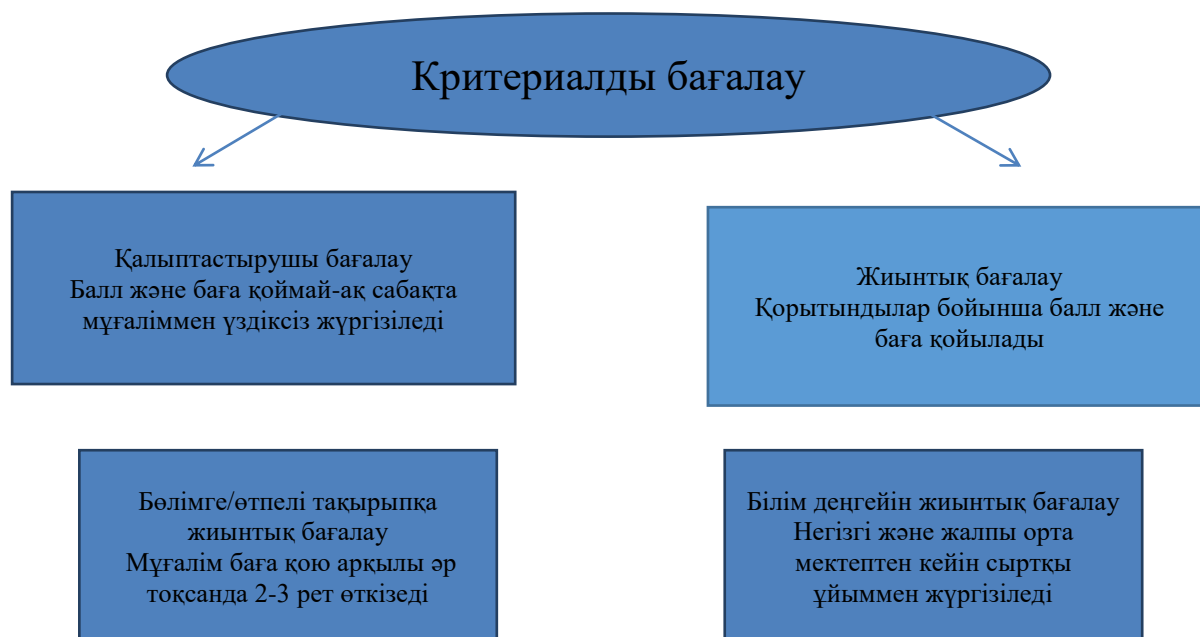 Критериалды бағалау
Қалыптастырушы бағалау
Балл және баға қоймай-ақ сабақта
мұғаліммен үздіксіз жүргізіледі
Жиынтық бағалау
Қорытындылар бойынша балл және
баға қойылады
Бөлімге/өтпелі тақырыпқа
жиынтық бағалау
Мұғалім баға қою арқылы әр
тоқсанда 2-3 рет өткізеді
Білім деңгейін жиынтық бағалау
Негізгі және жалпы орта
мектептен кейін сыртқы
ұйыммен жүргізіледі